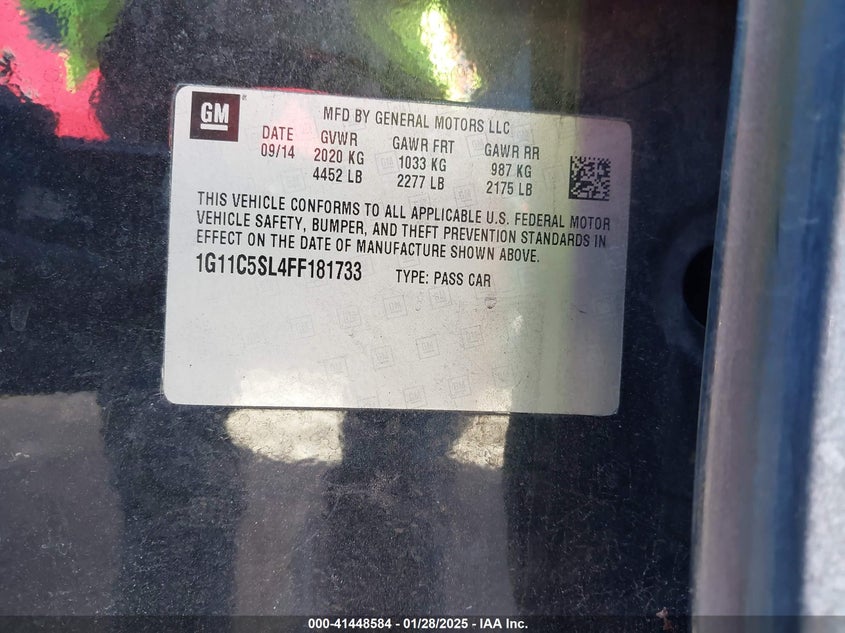 GM
MFD BY GENERAL MOTORS LLC
DATE GVWR GAWR FRT GAWR RR
09/14 2020 KG 1033 KG 987 KG
4452 LB 2277 LB 2175 LB
THIS VEHICLE CONFORMS TO ALL APPLICABLE U.S. FEDERAL MOTOR
VEHICLE SAFETY, BUMPER, AND THEFT PREVENTION STANDARDS IN
EFFECT ON THE DATE OF MANUFACTURE SHOWN ABOVE.
1G11C5SL4FF181733 TYPE: PASS CAR
000-41448584 - 01/28/2025 - IAA Inc.